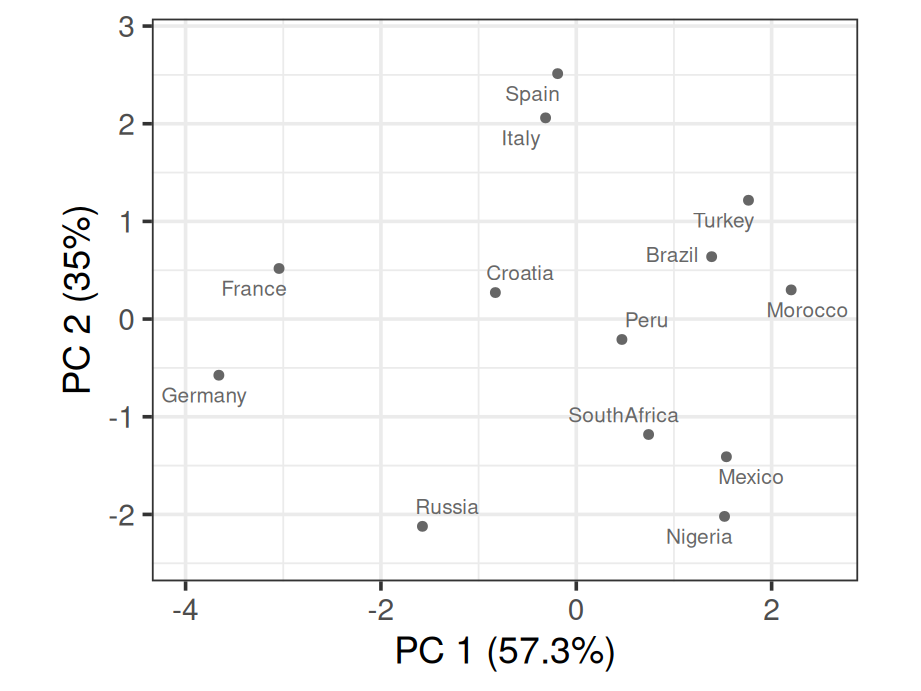 3
Spain
2
Italy
Turkey
1
Brazil
France
Croatia
Morocco
0
Peru
Germany
-1
SouthAfrica
Mexico
Russia
-2
Nigeria
PC 2 (35%)
-4 -2 0 2
PC 1 (57.3%)